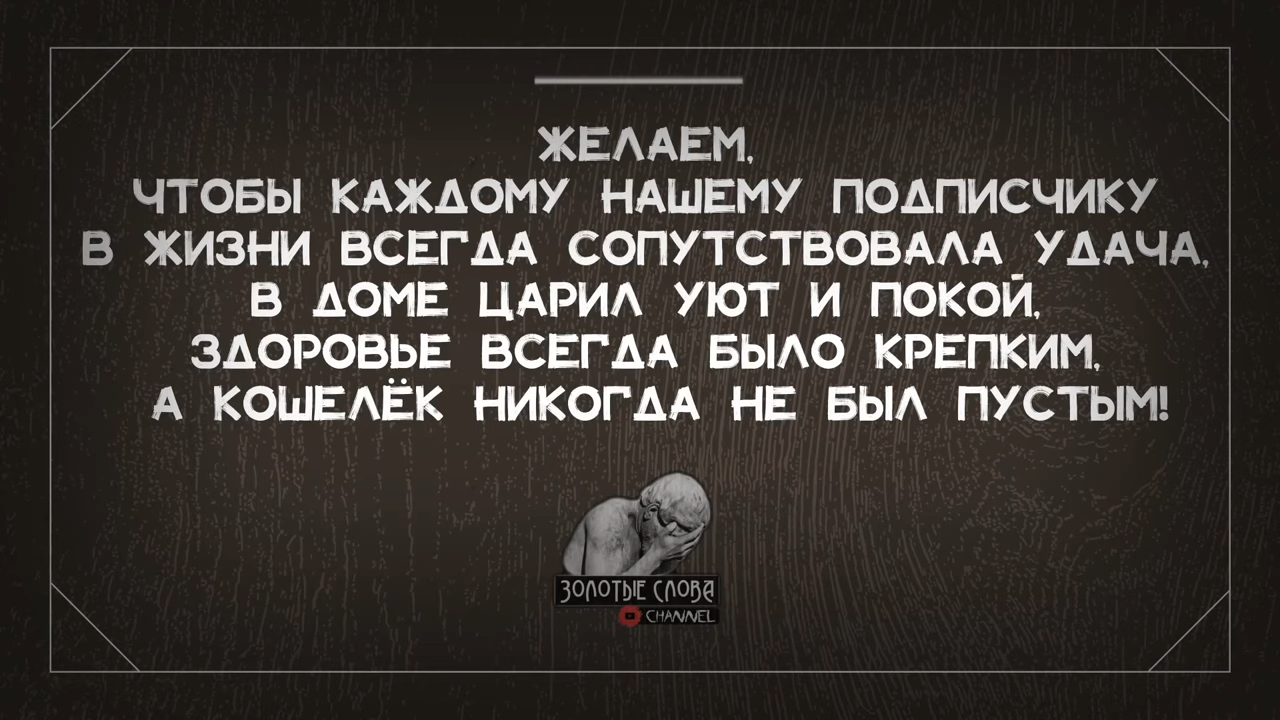 ЖЕЛАЕМ,
ЧТОБЫ КАЖДОМУ НАШЕМУ ПОДПИСЧИКУ
В ЖИЗНИ ВСЕГДА СОПУТСТВОВАЛА УДАЧА,
В ДОМЕ ЦАРИЛ УЮТ И ПОКОЙ,
ЗДОРОВЬЕ ВСЕГДА БЫЛО КРЕПКИМ,
А КОШЕЛЁК НИКОГДА НЕ БЫЛ ПУСТЫМ!
ЗОЛОТЫЕ СЛОВА
CHANNEL